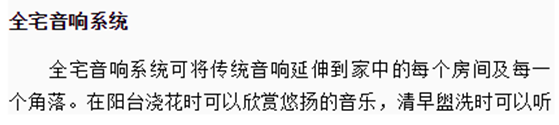 全宅音响系统
全宅音响系统可将传统音响延伸到家中的每个房间及每一
个角落。在阳台浇花时可以欣赏悠扬的音乐，清早盥洗时可以听